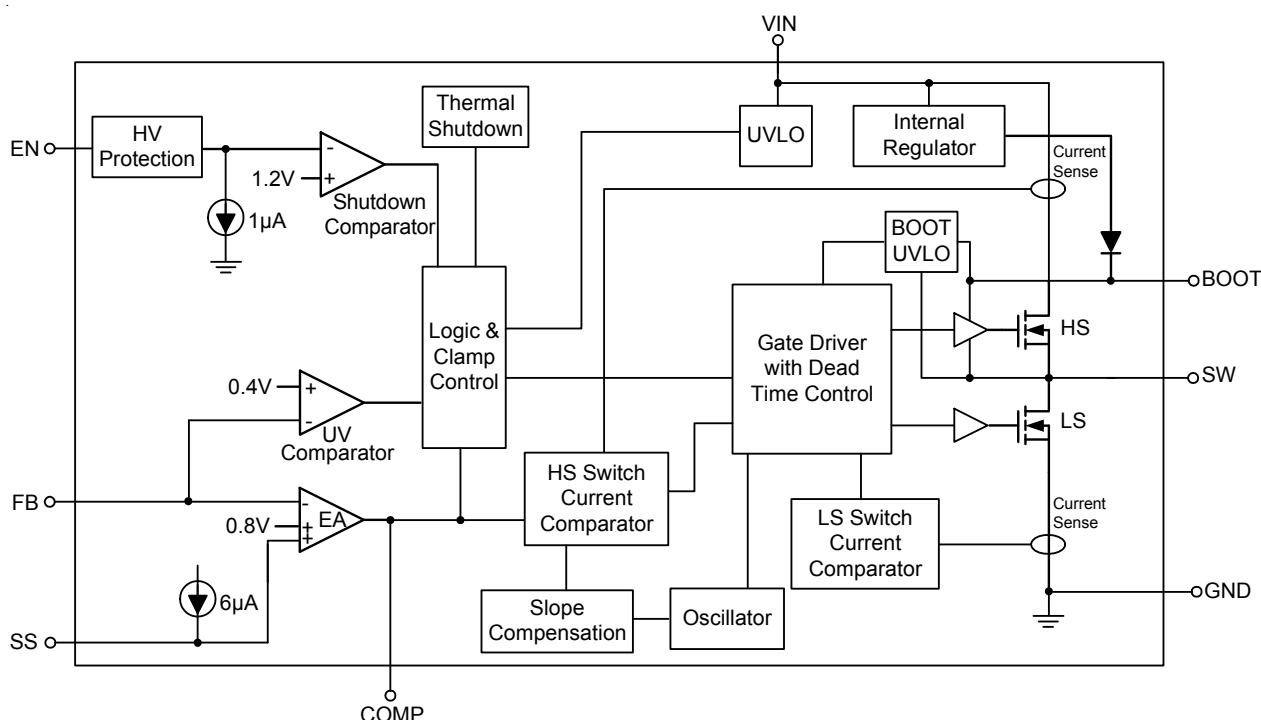 VIN
EN
HV
Protection
Thermal
Shutdown
UVLO
Internal
Regulator
Current
Sense
-
1.2V
+
Shutdown
Comparator
1µA
BOOT
UVLO
BOOT
Logic &
Clamp
Control
Gate Driver
with Dead
Time Control
HS
SW
0.4V
+
-
UV
Comparator
LS
FB
-
0.8V
+
+
EA
HS Switch
Current
Comparator
LS Switch
Current
Comparator
Current
Sense
6µA
Slope
Compensation
Oscillator
GND
SS
COMP